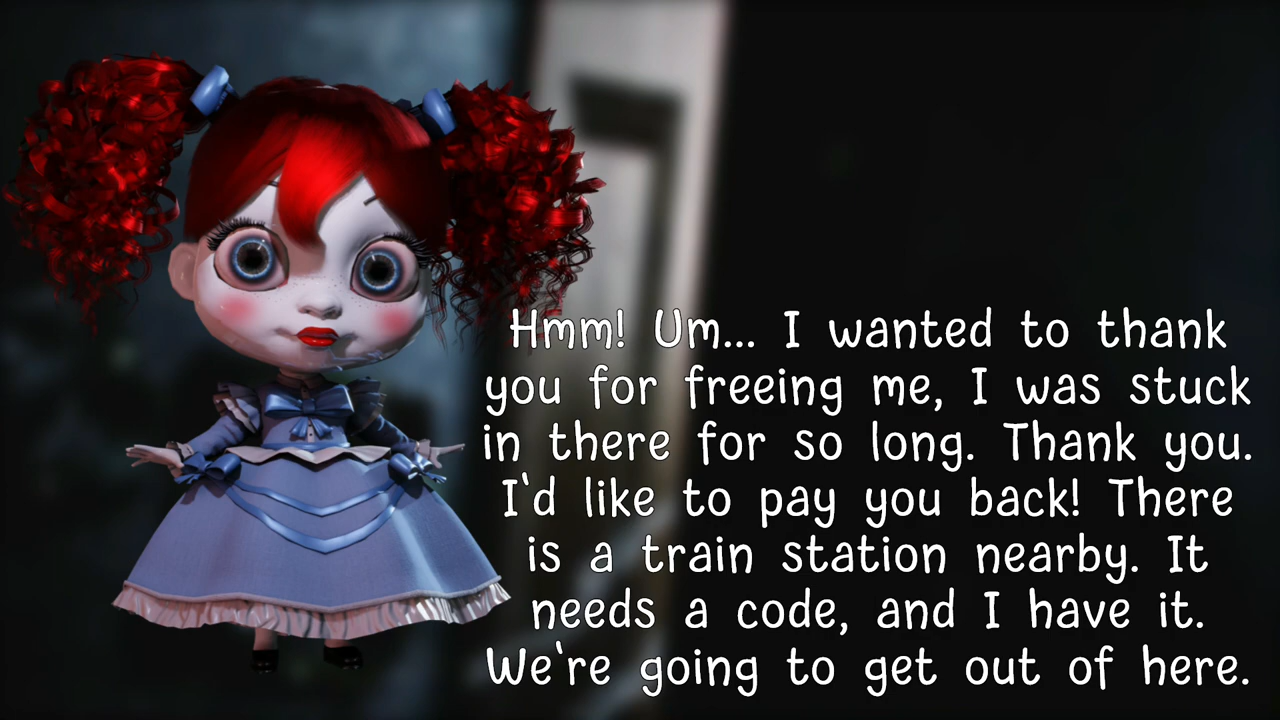 Hmm! Um... I wanted to thank
you for freeing me, I was stuck
in there for so long. Thank you.
I'd like to pay you back! There
is a train station nearby. It
needs a code, and I have it.
We're going to get out of here.